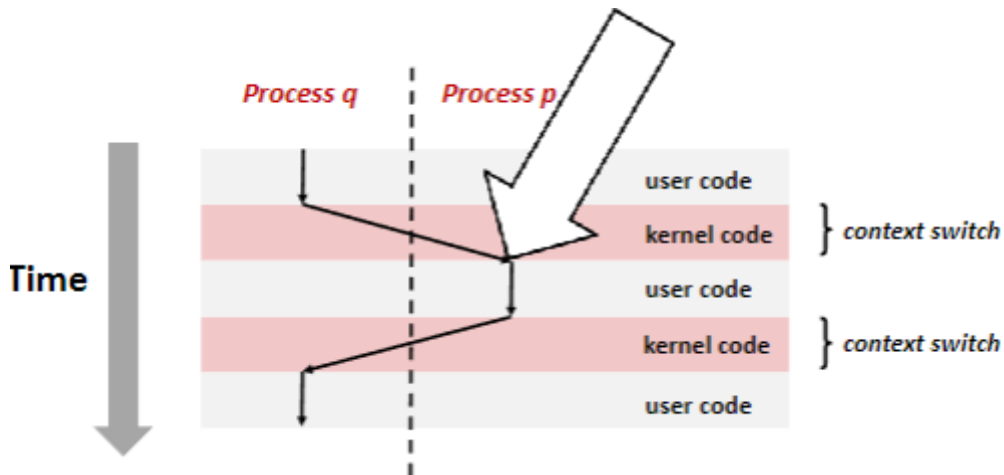 Process q Process p
user code
kernel code } context switch
Time
user code
kernel code } context switch
user code